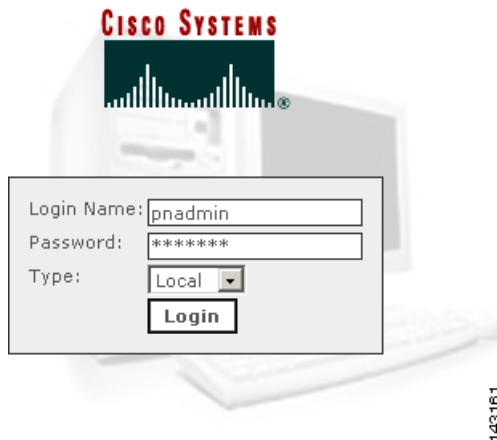 CISCO SYSTEMS
®
Login Name: pnadmin
Password: *******
Type: Local
Login
143161